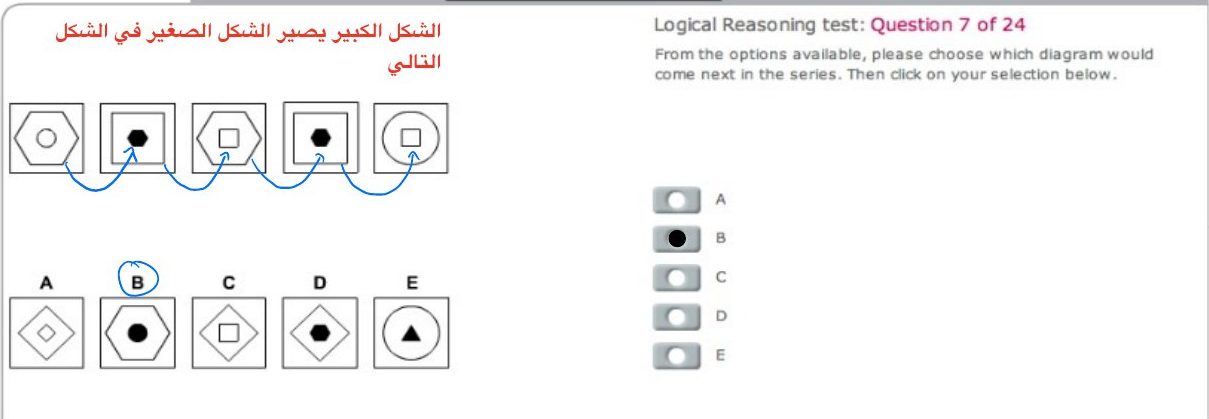 الشكل الكبير يصير الشكل الصغير في الشكل
التالي
Logical Reasoning test: Question 7 of 24
From the options available, please choose which diagram would
come next in the series. Then click on your selection below.
A
B
C
D
E
A B C D E